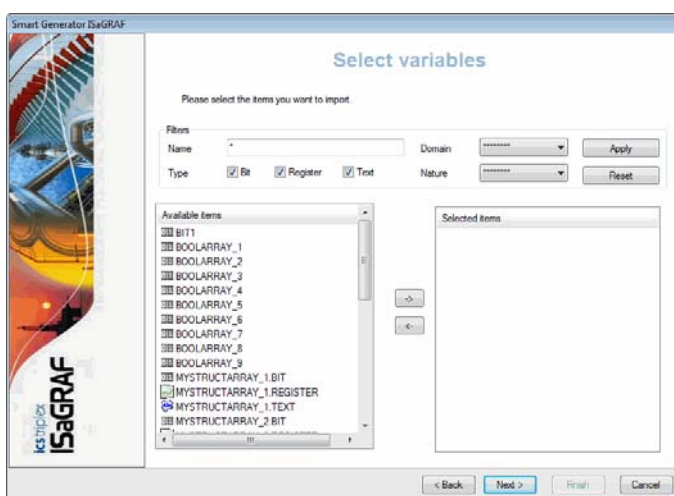 Smart Generator ISaGRAF
Select variables
Please select the items you want to import.
Filters
Name * Domain ******** Apply
Type Bit Register Text Nature ******** Reset
Available items
Selected items
BIT1
BOOLARRAY_1
BOOLARRAY_2
BOOLARRAY_3
BOOLARRAY_4
BOOLARRAY_5
BOOLARRAY_6
BOOLARRAY_7
BOOLARRAY_8
BOOLARRAY_9
MYSTRUCTARRAY_1.BIT
MYSTRUCTARRAY_1.REGISTER
MYSTRUCTARRAY_1.TEXT
MYSTRUCTARRAY_2.BIT
->
<-
ics triplex
ISaGRAF
< Back Next > Finish Cancel